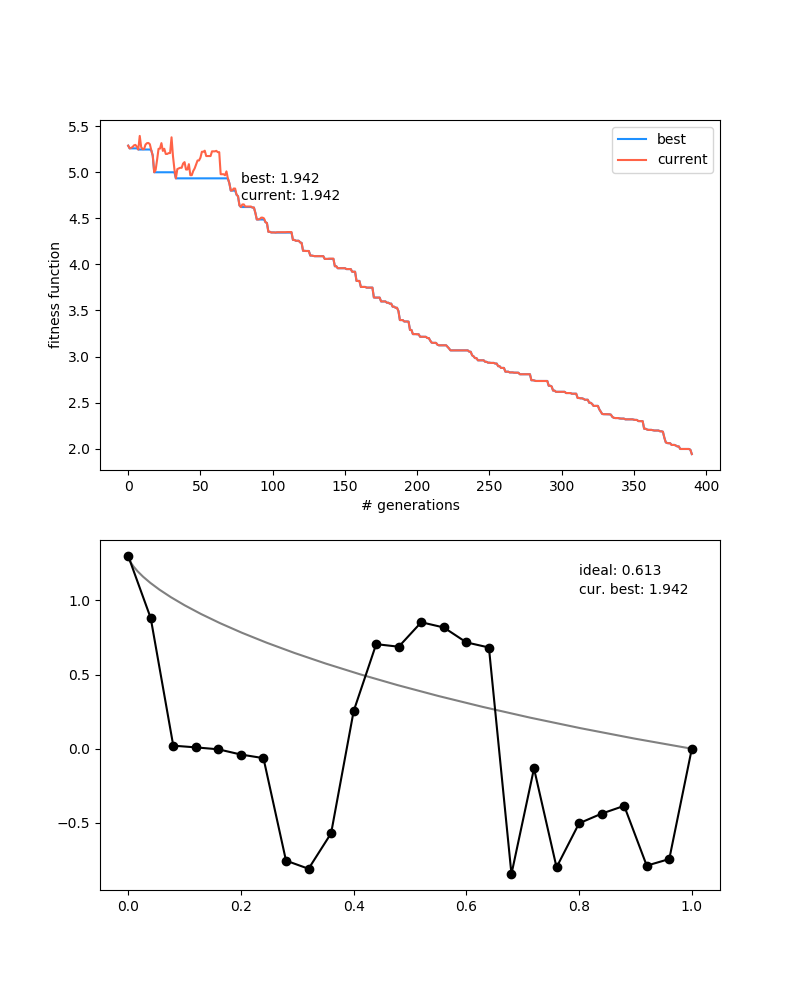 5.5
5.0
4.5
4.0
3.5
3.0
2.5
2.0
fitness function
best
current
best: 1.942
current: 1.942
0 50 100 150 200 250 300 350 400
# generations
1.0
0.5
0.0
−0.5
ideal: 0.613
cur. best: 1.942
0.0 0.2 0.4 0.6 0.8 1.0